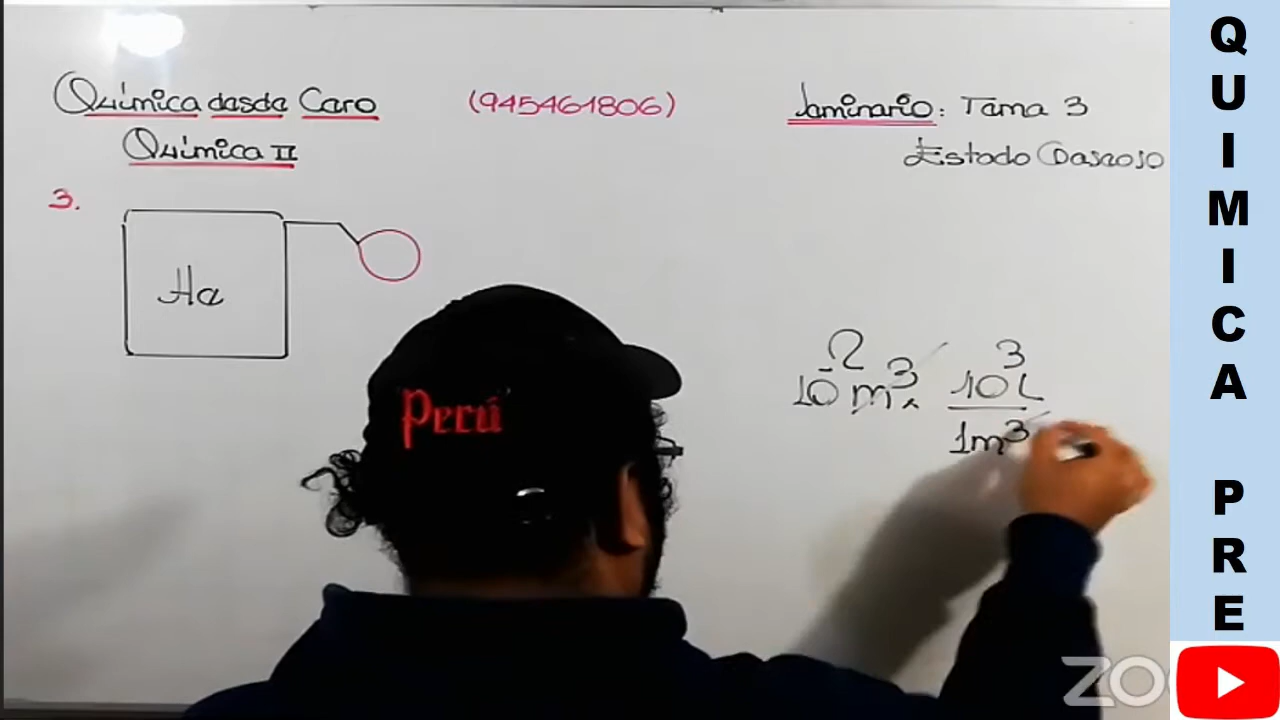 Química desde Cero
(945461806)
Seminario: Tema 3
Química II
Estado Gaseoso
3.
He
10⁻² m³ x 10³ L
1m³
Perú
QUIMICA PRE